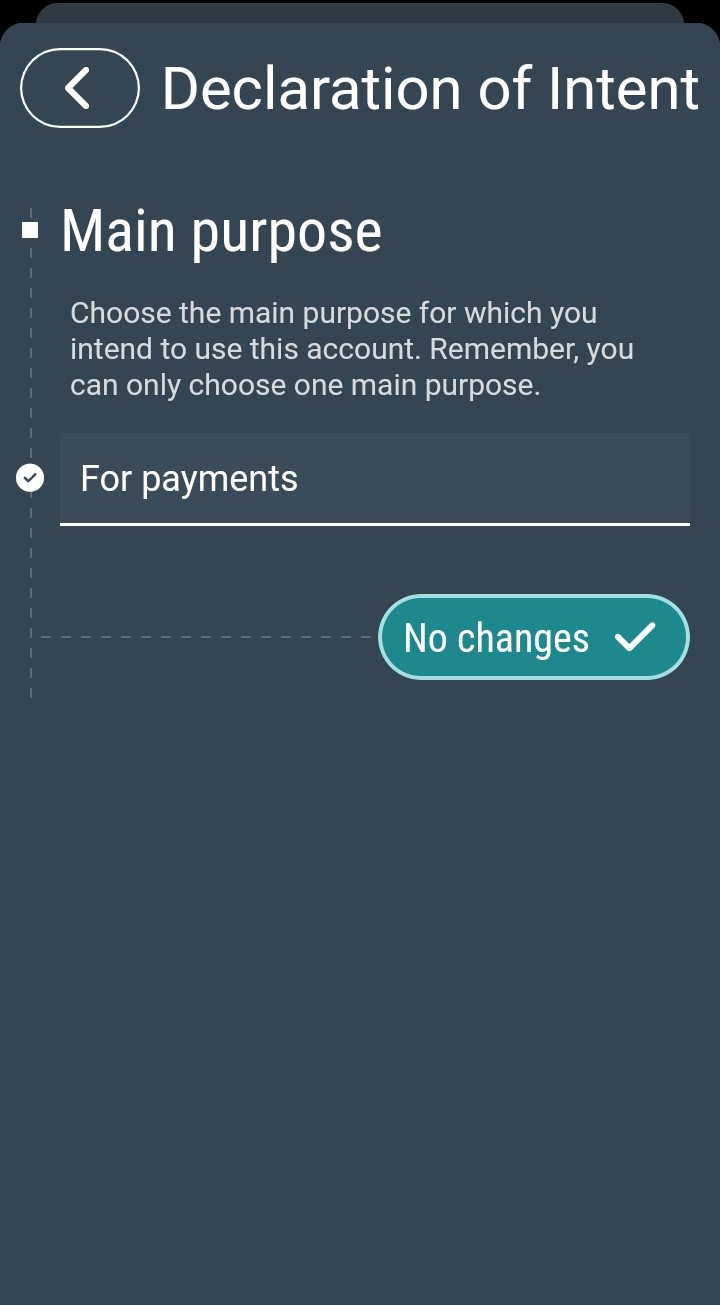 Declaration of Intent
Main purpose
Choose the main purpose for which you
intend to use this account. Remember, you
can only choose one main purpose.
For payments
No changes